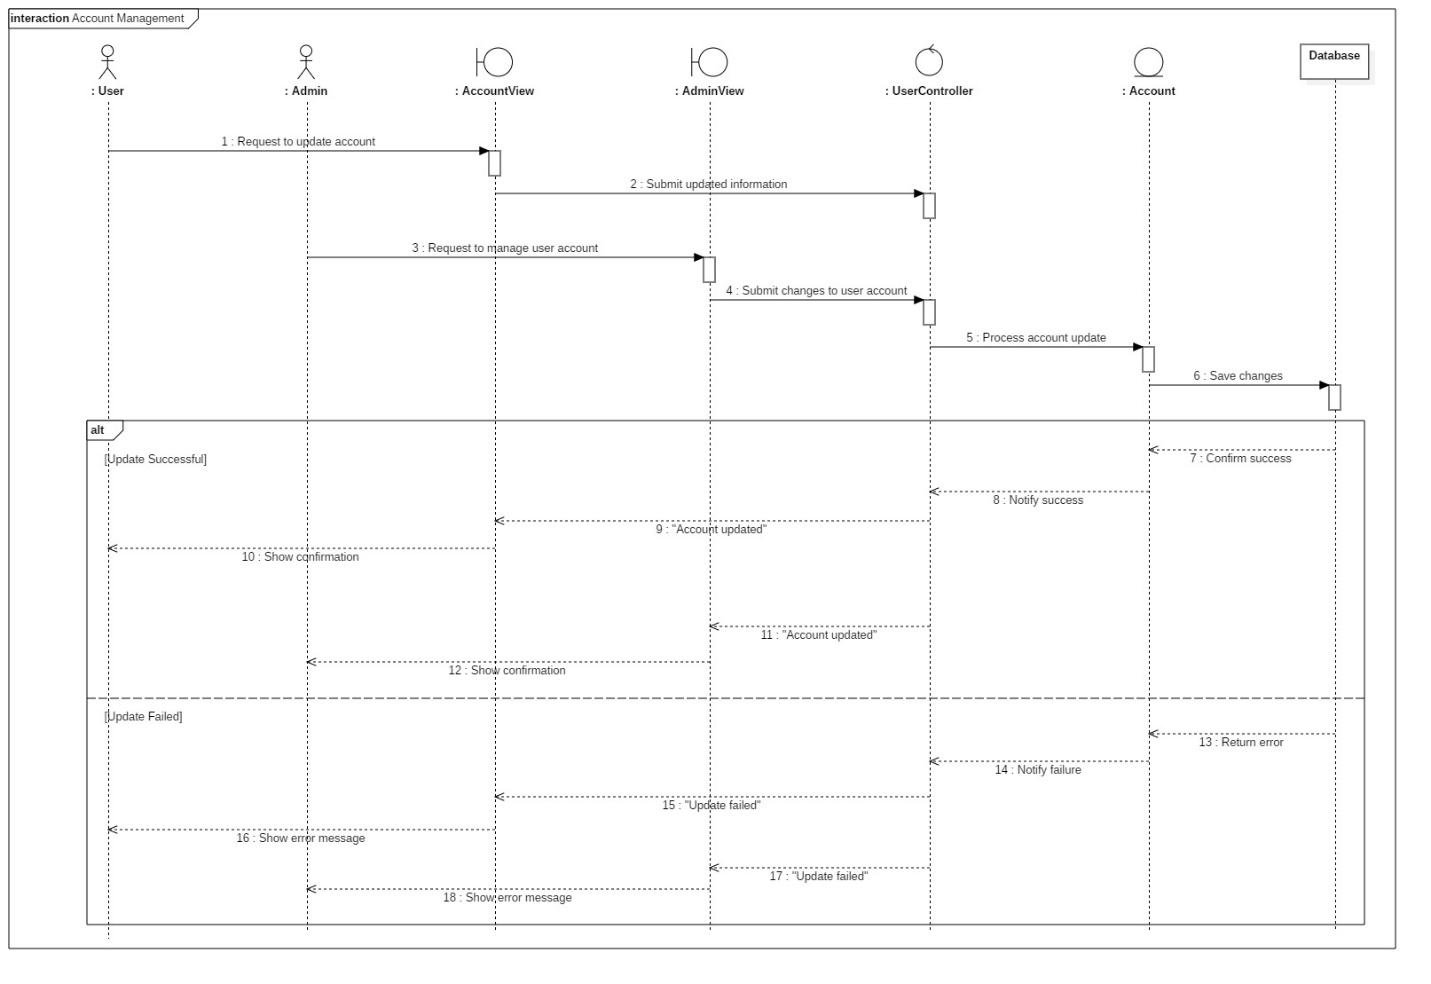 interaction Account Management
: User
: Admin
: AccountView
: AdminView
: UserController
: Account
Database
1 : Request to update account
2 : Submit updated information
3 : Request to manage user account
4 : Submit changes to user account
5 : Process account update
6 : Save changes
alt
[Update Successful]
7 : Confirm success
8 : Notify success
9 : "Account updated"
10 : Show confirmation
11 : "Account updated"
12 : Show confirmation
[Update Failed]
13 : Return error
14 : Notify failure
15 : "Update failed"
16 : Show error message
17 : "Update failed"
18 : Show error message